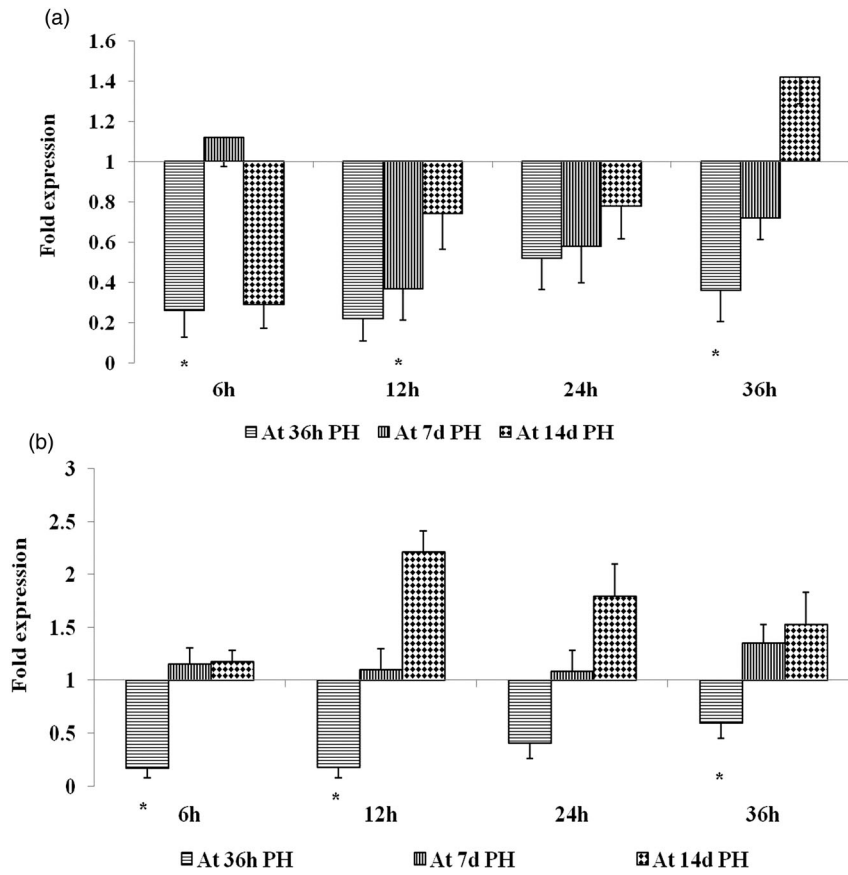 (a)
1.6
1.4
1.2
1
0.8
0.6
0.4
0.2
0
Fold expression
* * *
6h 12h 24h 36h
At 36h PH At 7d PH At 14d PH
(b)
3
2.5
2
1.5
1
0.5
0
Fold expression
* * *
6h 12h 24h 36h
At 36h PH At 7d PH At 14d PH